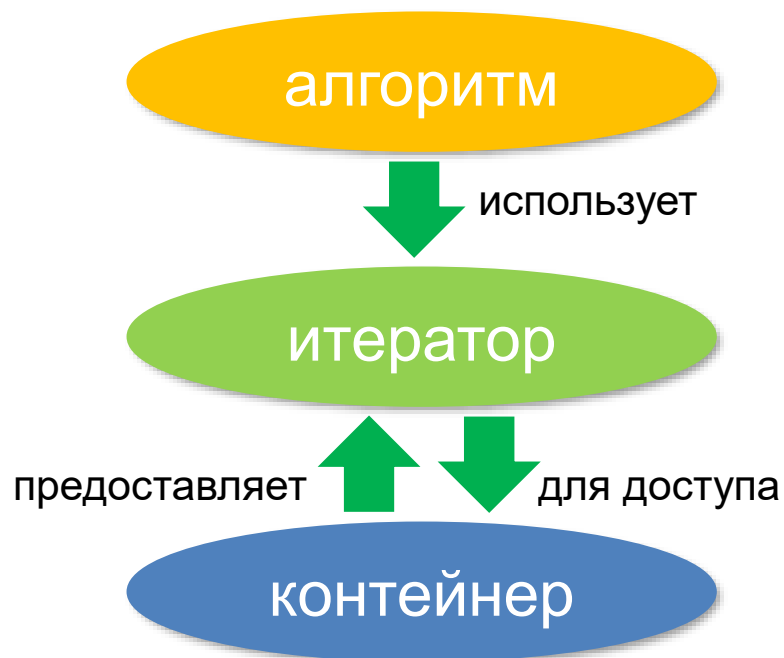 алгоритм
использует
итератор
предоставляет
для доступа
контейнер